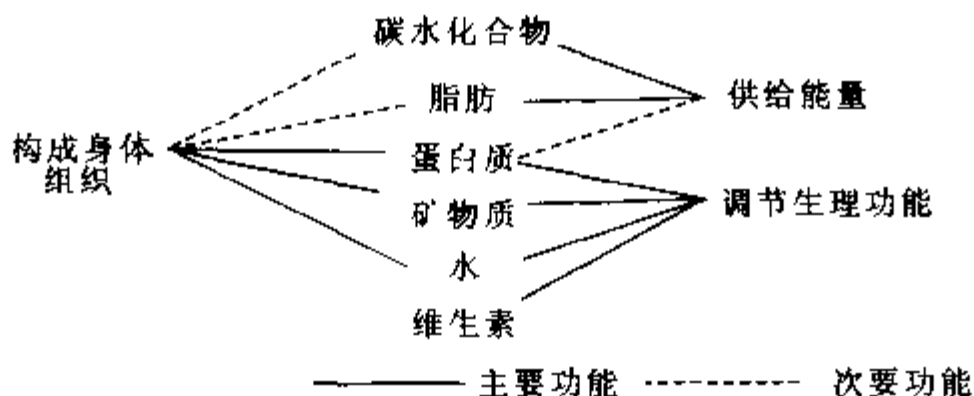 碳水化合物
脂肪
供给能量
构成身体
组织
蛋白质
矿物质
调节生理功能
水
维生素
主要功能
次要功能